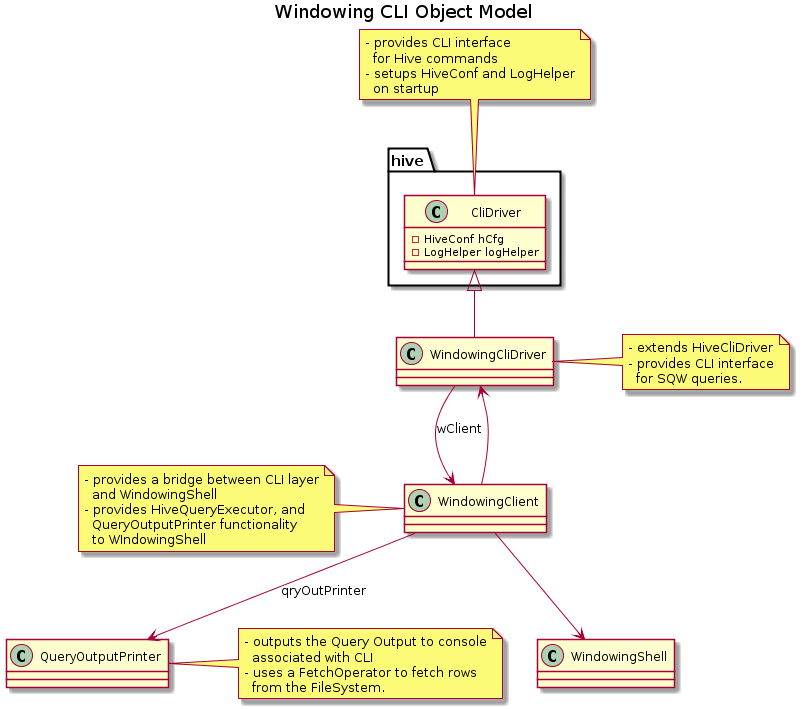 Windowing CLI Object Model
- provides CLI interface
for Hive commands
- setups HiveConf and LogHelper
on startup
hive
C CliDriver
HiveConf hCfg
LogHelper logHelper
C WindowingCliDriver
- extends HiveCliDriver
- provides CLI interface
for SQW queries.
wClient
- provides a bridge between CLI layer
and WindowingShell
- provides HiveQueryExecutor, and
QueryOutputPrinter functionality
to WIndowingShell
C WindowingClient
qryOutPrinter
C QueryOutputPrinter
- outputs the Query Output to console
associated with CLI
- uses a FetchOperator to fetch rows
from the FileSystem.
C WindowingShell